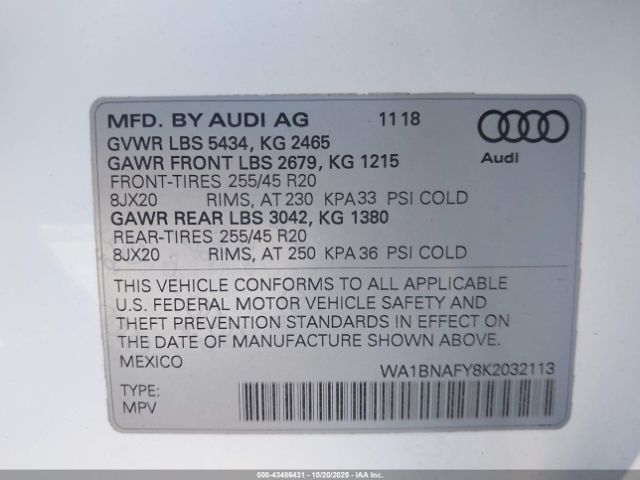 MFD. BY AUDI AG 11 18
GVWR LBS 5434, KG 2465
GAWR FRONT LBS 2679, KG 1215
FRONT-TIRES 255/45 R20
8JX20 RIMS, AT 230 KPA 33 PSI COLD
GAWR REAR LBS 3042, KG 1380
REAR-TIRES 255/45 R20
8JX20 RIMS, AT 250 KPA 36 PSI COLD
Audi
THIS VEHICLE CONFORMS TO ALL APPLICABLE
U.S. FEDERAL MOTOR VEHICLE SAFETY AND
THEFT PREVENTION STANDARDS IN EFFECT ON
THE DATE OF MANUFACTURE SHOWN ABOVE.
MEXICO
WA1BNAFY8K2032113
TYPE:
MPV
000-43486431 - 10/20/2025 - IAAI.COM